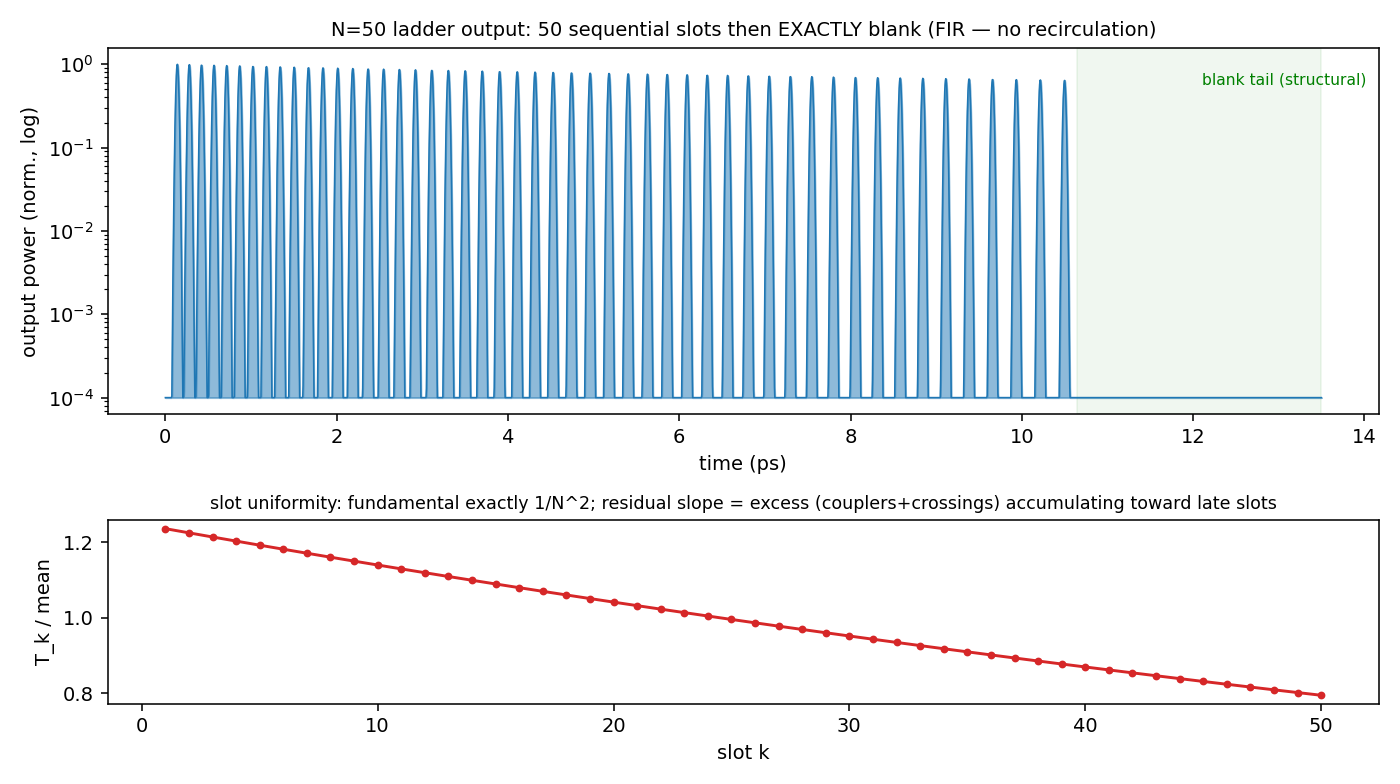 N=50 ladder output: 50 sequential slots then EXACTLY blank (FIR — no recirculation)
output power (norm., log)
10⁰
10⁻¹
10⁻²
10⁻³
10⁻⁴
blank tail (structural)
0 2 4 6 8 10 12 14
time (ps)
slot uniformity: fundamental exactly 1/N^2; residual slope = excess (couplers+crossings) accumulating toward late slots
T_k / mean
1.2
1.0
0.8
0 10 20 30 40 50
slot k